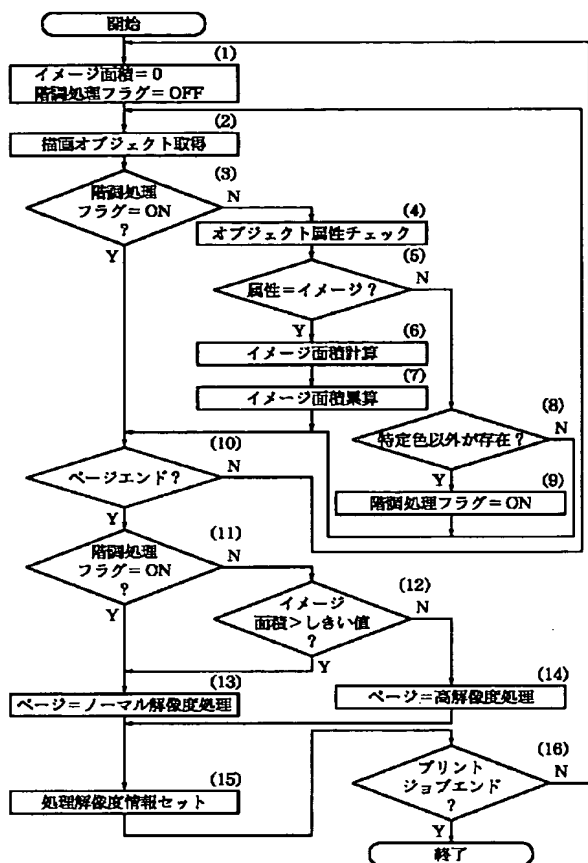 開始
(1)
イメージ面積=0
階調処理フラグ=OFF
(2)
描画オブジェクト取得
(3)
階調処理
フラグ=ON
?
N
Y
(4)
オブジェクト属性チェック
(5)
属性=イメージ?
N
Y
(6)
イメージ面積計算
(7)
イメージ面積累算
(8)
特定色以外が存在?
N
Y
(9)
階調処理フラグ=ON
(10)
ページエンド?
N
Y
(11)
階調処理
フラグ=ON
?
N
Y
(12)
イメージ
面積>しきい値
?
N
Y
(13)
ページ=ノーマル解像度処理
(14)
ページ=高解像度処理
(15)
処理解像度情報セット
(16)
プリント
ジョブエンド
?
N
Y
終了